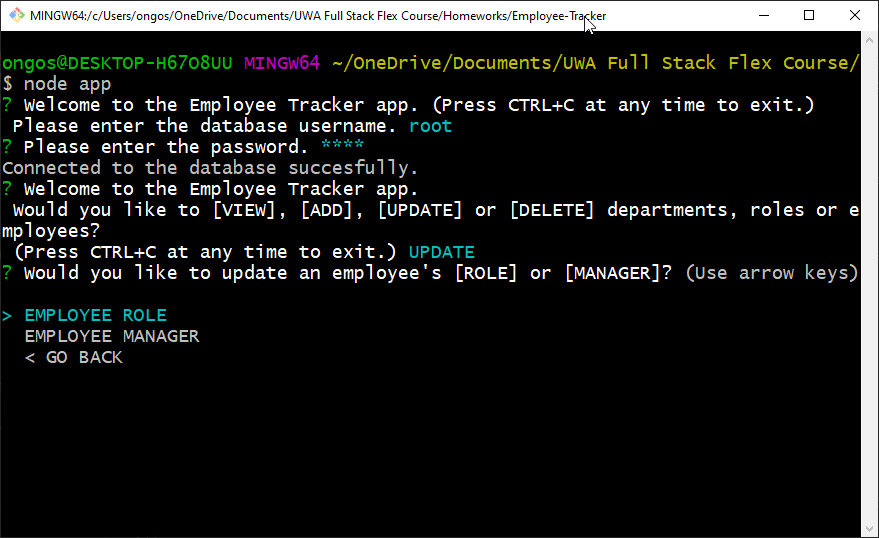 MINGW64:/c/Users/ongos/OneDrive/Documents/UWA Full Stack Flex Course/Homeworks/Employee-Tracker
ongos@DESKTOP-H67O8UU MINGW64 ~/OneDrive/Documents/UWA Full Stack Flex Course/
$ node app
? Welcome to the Employee Tracker app. (Press CTRL+C at any time to exit.)
Please enter the database username. root
? Please enter the password. ****
Connected to the database succesfully.
? Welcome to the Employee Tracker app.
Would you like to [VIEW], [ADD], [UPDATE] or [DELETE] departments, roles or e
mployees?
(Press CTRL+C at any time to exit.) UPDATE
? Would you like to update an employee's [ROLE] or [MANAGER]? (Use arrow keys)
> EMPLOYEE ROLE
EMPLOYEE MANAGER
< GO BACK